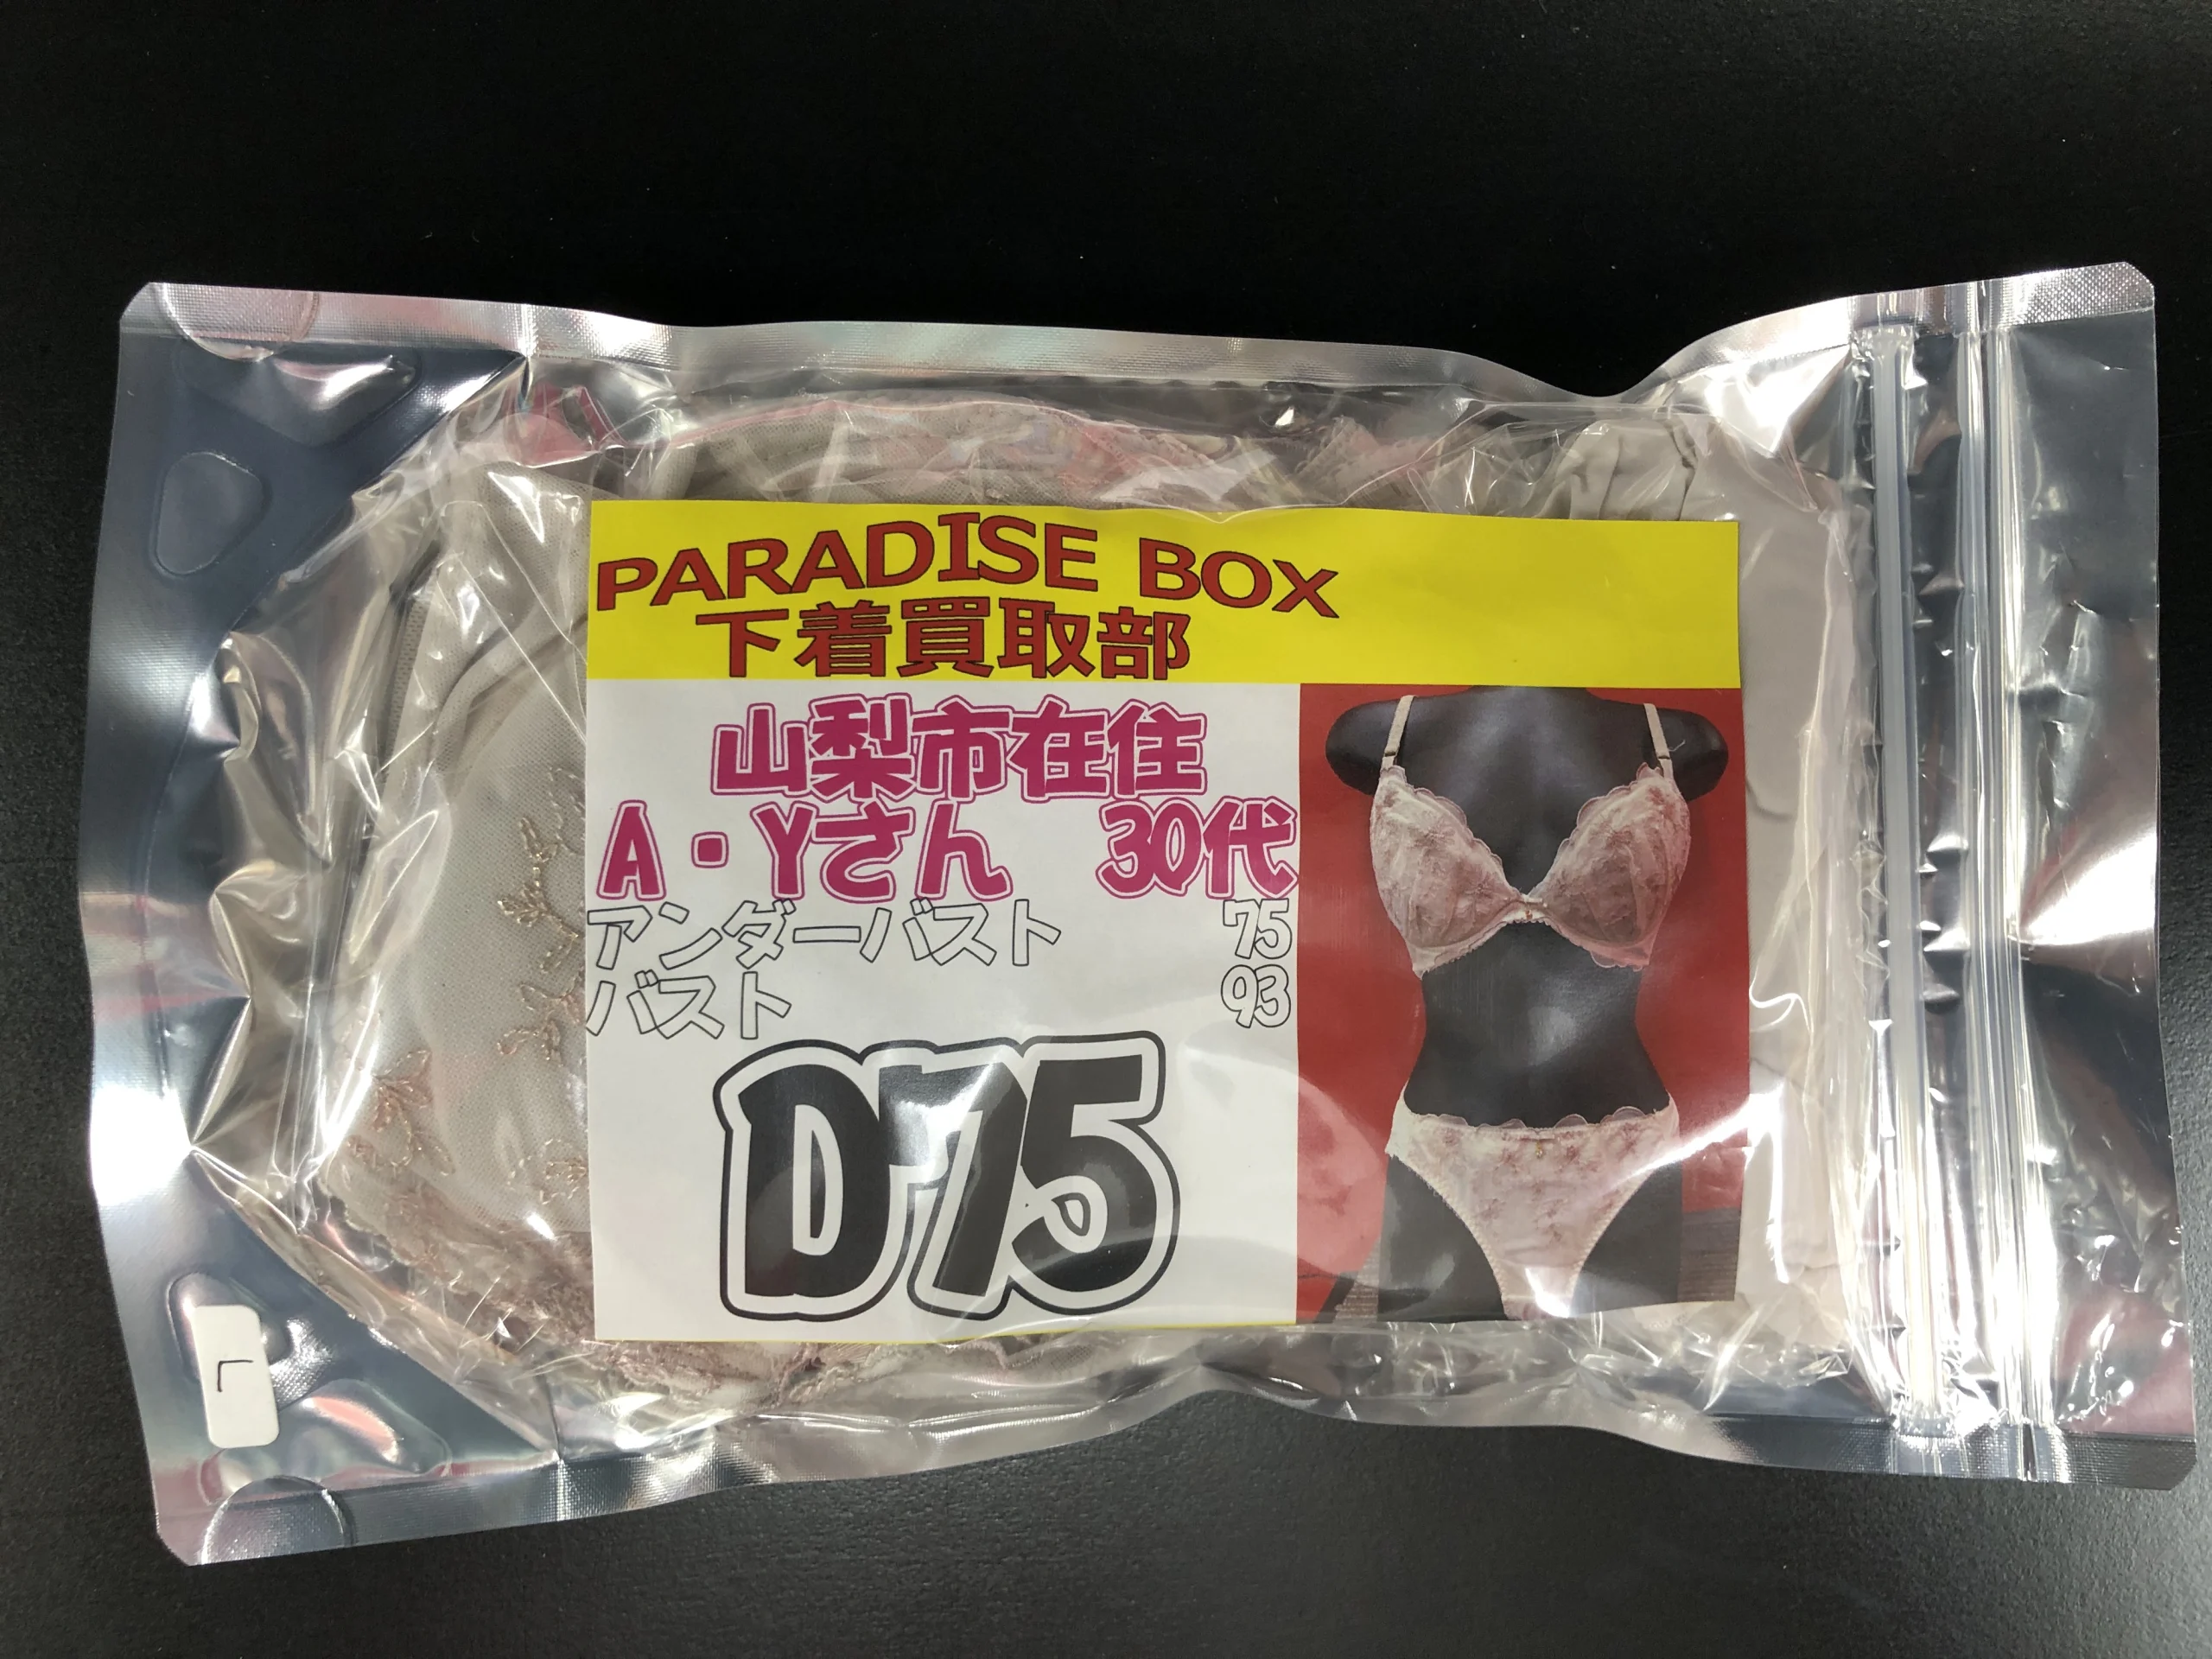 PARADISE BOX
下着買取部
山梨市在住
A・Yさん 30代
アンダーバスト 75
バスト 93
D75
L